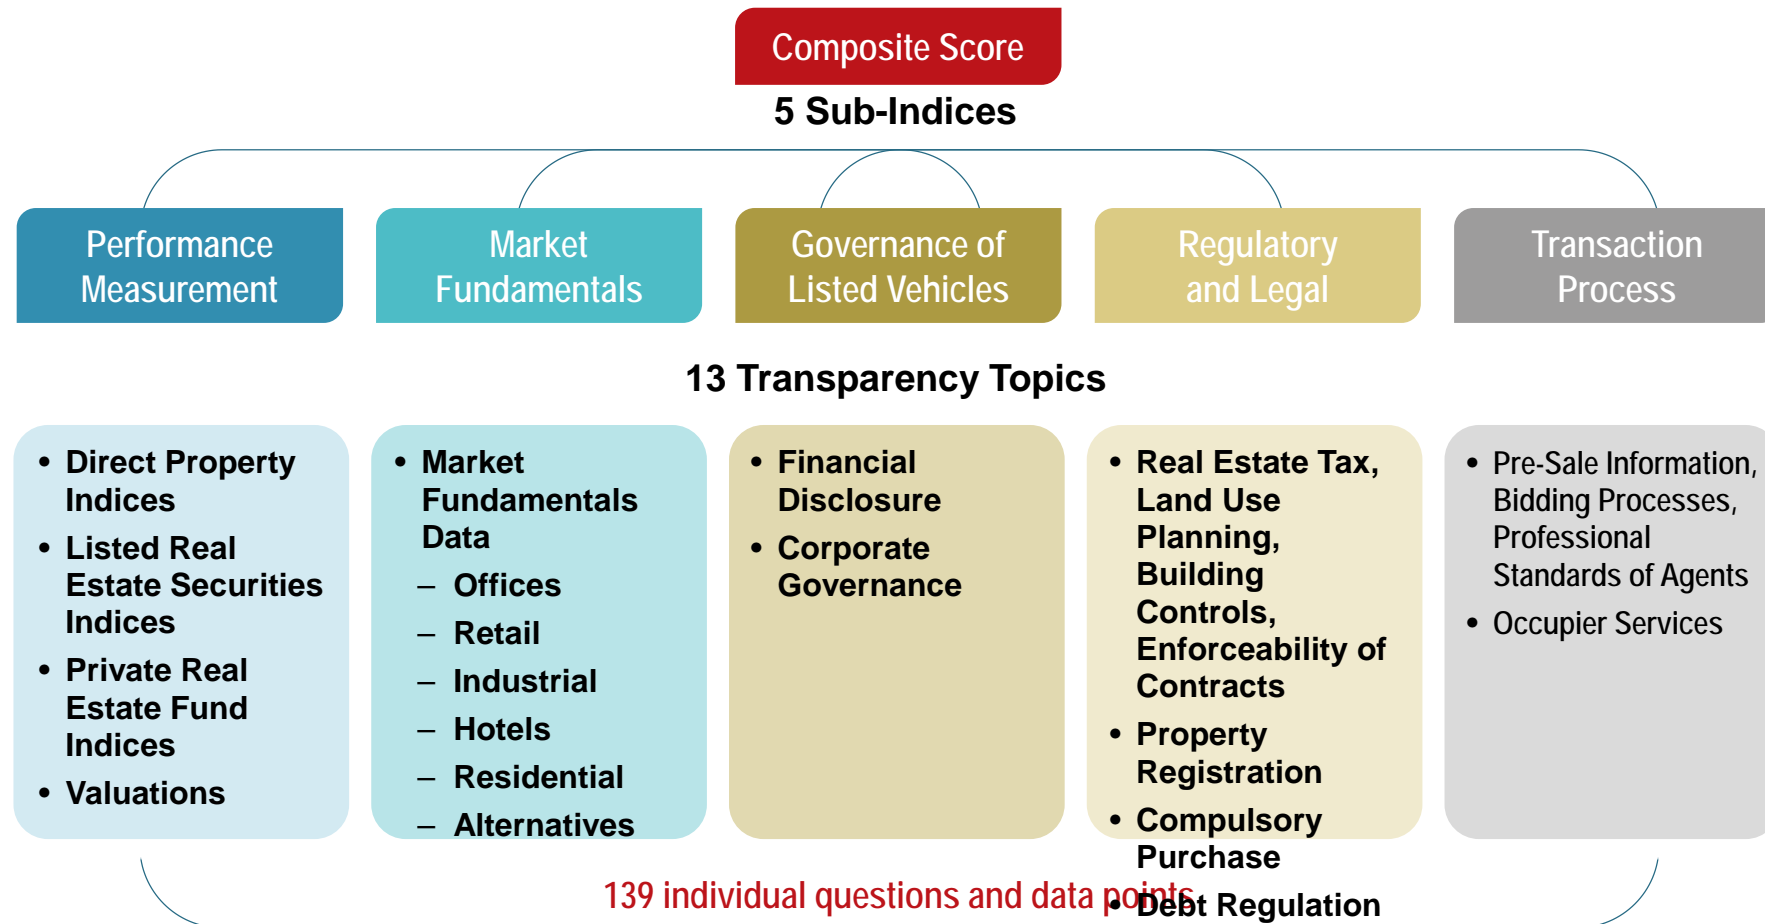 Composite Score
5 Sub-Indices
Performance
Measurement
Market
Fundamentals
Governance of
Listed Vehicles
Regulatory
and Legal
Transaction
Process
13 Transparency Topics
• Direct Property
Indices
• Listed Real
Estate Securities
Indices
• Private Real
Estate Fund
Indices
• Valuations
• Market
Fundamentals
Data
– Offices
– Retail
– Industrial
– Hotels
– Residential
– Alternatives
• Financial
Disclosure
• Corporate
Governance
• Real Estate Tax,
Land Use
Planning,
Building
Controls,
Enforceability of
Contracts
• Property
Registration
• Compulsory
Purchase
• Debt Regulation
• Pre-Sale Information,
Bidding Processes,
Professional
Standards of Agents
• Occupier Services
139 individual questions and data points